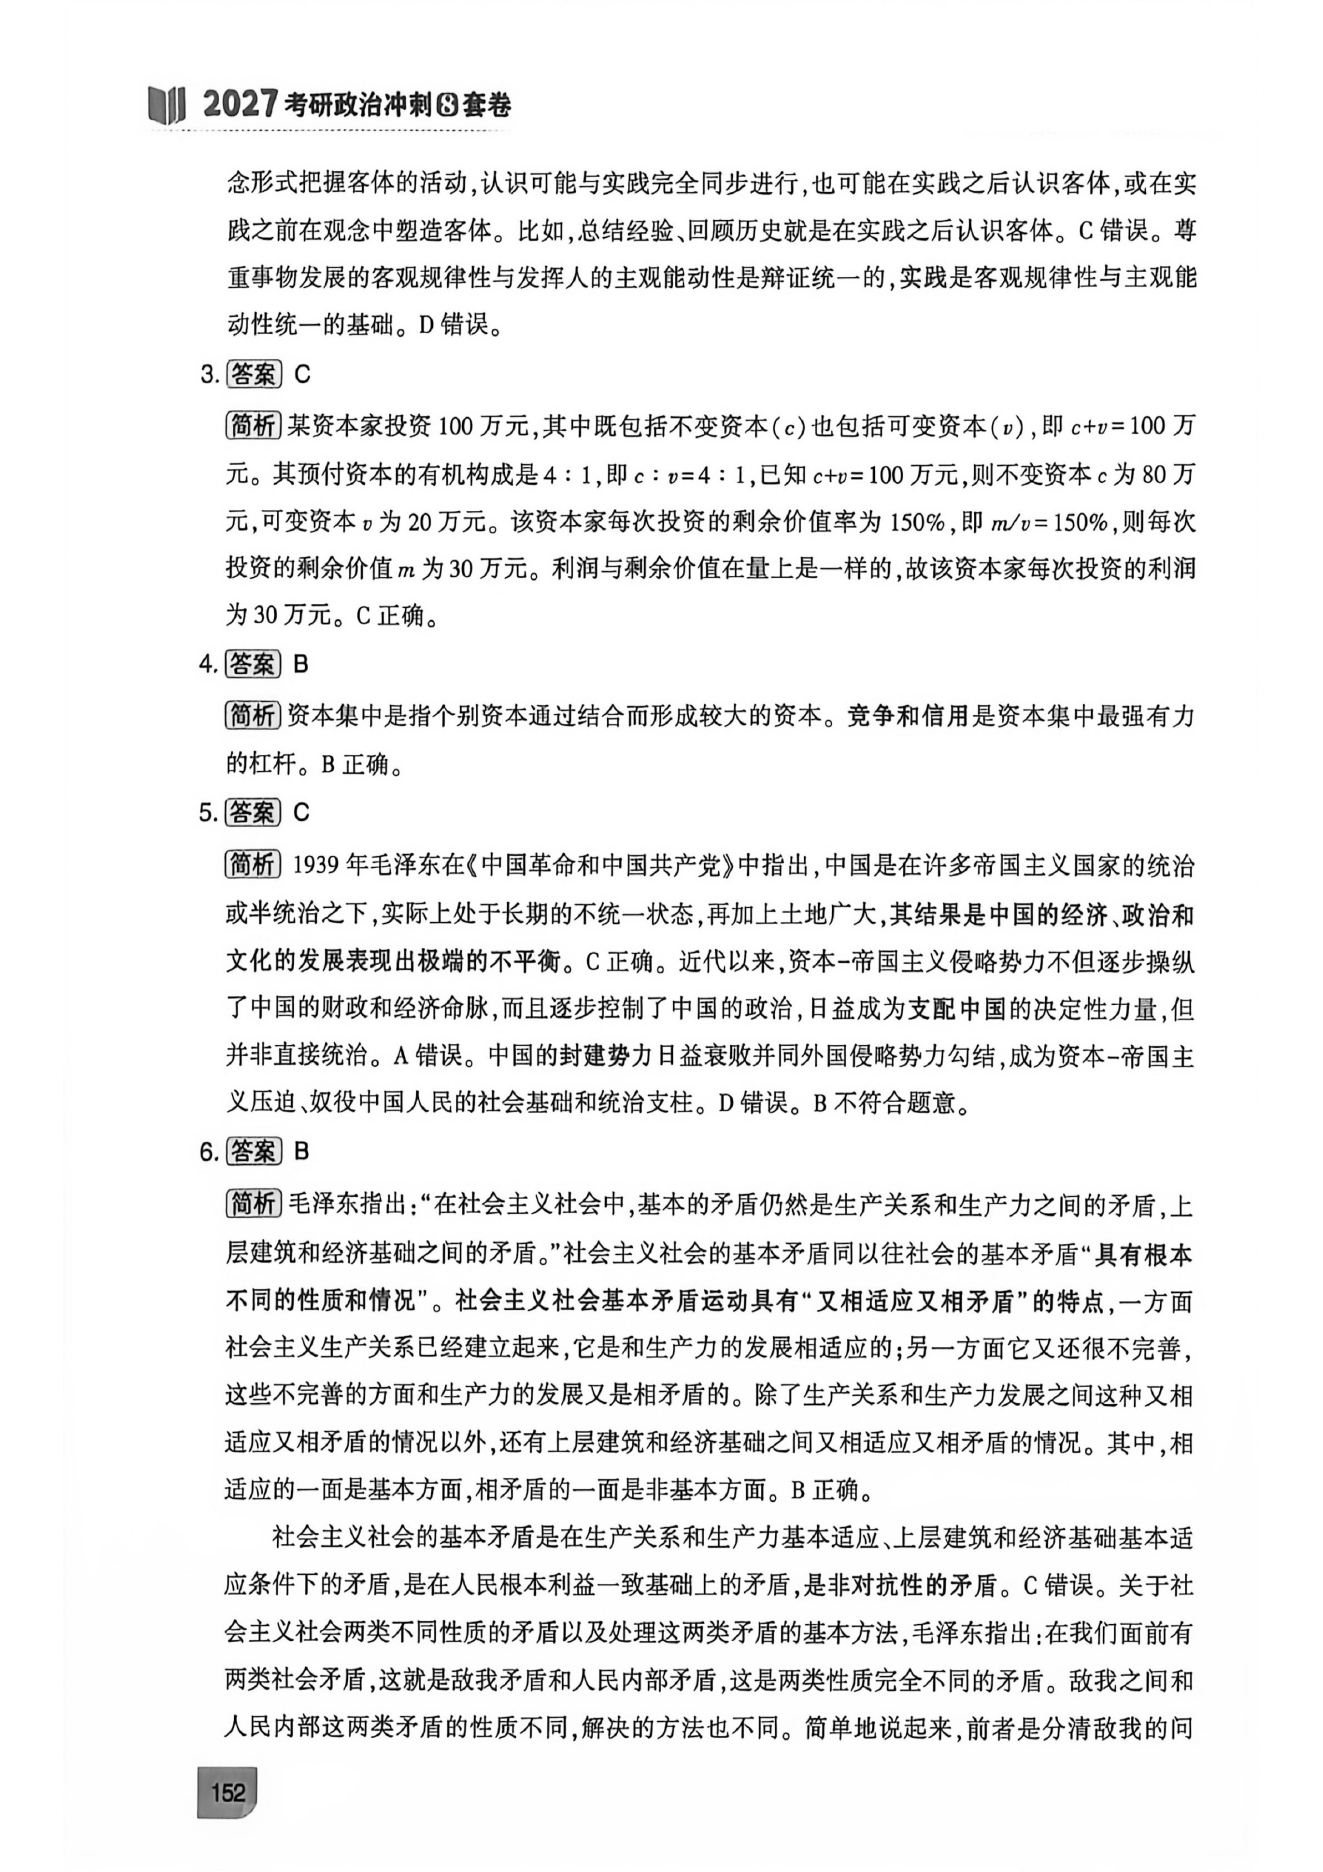 2027考研政治冲刺8套卷
念形式把握客体的活动,认识可能与实践完全同步进行,也可能在实践之后认识客体,或在实
践之前在观念中塑造客体。比如,总结经验、回顾历史就是在实践之后认识客体。C错误。尊
重事物发展的客观规律性与发挥人的主观能动性是辩证统一的,实践是客观规律性与主观能
动性统一的基础。D错误。
3. 答案 C
简析 某资本家投资100万元,其中既包括不变资本(c)也包括可变资本(v),即c+v=100万
元。其预付资本的有机构成是4∶1,即c∶v=4∶1,已知c+v=100万元,则不变资本c为80万
元,可变资本v为20万元。该资本家每次投资的剩余价值率为150%,即m/v=150%,则每次
投资的剩余价值m为30万元。利润与剩余价值在量上是一样的,故该资本家每次投资的利润
为30万元。C正确。
4. 答案 B
简析 资本集中是指个别资本通过结合而形成较大的资本。竞争和信用是资本集中最强有力
的杠杆。B正确。
5. 答案 C
简析 1939年毛泽东在《中国革命和中国共产党》中指出,中国是在许多帝国主义国家的统治
或半统治之下,实际上处于长期的不统一状态,再加上土地广大,其结果是中国的经济、政治和
文化的发展表现出极端的不平衡。C正确。近代以来,资本-帝国主义侵略势力不但逐步操纵
了中国的财政和经济命脉,而且逐步控制了中国的政治,日益成为支配中国的决定性力量,但
并非直接统治。A错误。中国的封建势力日益衰败并同外国侵略势力勾结,成为资本-帝国主
义压迫、奴役中国人民的社会基础和统治支柱。D错误。B不符合题意。
6. 答案 B
简析 毛泽东指出:“在社会主义社会中,基本的矛盾仍然是生产关系和生产力之间的矛盾,上
层建筑和经济基础之间的矛盾。”社会主义社会的基本矛盾同以往社会的基本矛盾“具有根本
不同的性质和情况”。社会主义社会基本矛盾运动具有“又相适应又相矛盾”的特点,一方面
社会主义生产关系已经建立起来,它是和生产力的发展相适应的;另一方面它又还很不完善,
这些不完善的方面和生产力的发展又是相矛盾的。除了生产关系和生产力发展之间这种又相
适应又相矛盾的情况以外,还有上层建筑和经济基础之间又相适应又相矛盾的情况。其中,相
适应的一面是基本方面,相矛盾的一面是非基本方面。B正确。
社会主义社会的基本矛盾是在生产关系和生产力基本适应、上层建筑和经济基础基本适
应条件下的矛盾,是在人民根本利益一致基础上的矛盾,是非对抗性的矛盾。C错误。关于社
会主义社会两类不同性质的矛盾以及处理这两类矛盾的基本方法,毛泽东指出:在我们面前有
两类社会矛盾,这就是敌我矛盾和人民内部矛盾,这是两类性质完全不同的矛盾。敌我之间和
人民内部这两类矛盾的性质不同,解决的方法也不同。简单地说起来,前者是分清敌我的问
152